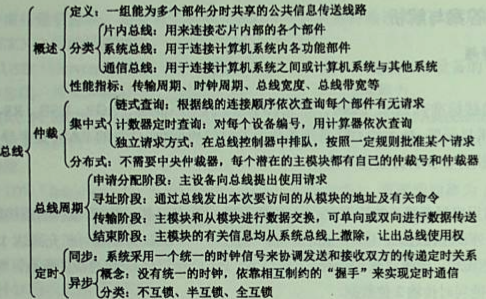 定义：一组能为多个部件分时共享的公共信息传送线路
片内总线：用来连接芯片内部的各个部件
概述
分类
系统总线：用于连接计算机系统内各功能部件
通信总线：用于连接计算机系统之间或计算机系统与其他系统
性能指标：传输周期、时钟周期、总线宽度、总线带宽等
链式查询：根据线的连接顺序依次查询每个部件有无请求
集中式
计数器定时查询：对每个设备编号，用计算器依次查询
仲裁
独立请求方式：在总线控制器中排队，按照一定规则批准某个请求
总线
分布式：不需要中央仲裁器，每个潜在的主模块都有自己的仲裁号和仲裁器
申请分配阶段：主设备向总线提出使用请求
寻址阶段：通过总线发出本次要访问的从模块的地址及有关命令
总线周期
传输阶段：主模块和从模块进行数据交换，可单向或双向进行数据传送
结束阶段：主模块的有关信息均从系统总线上撤除，让出总线使用权
同步：系统采用一个统一的时钟信号来协调发送和接收双方的传送定时关系
定时
异步
概念：没有统一的时钟，依靠相互制约的“握手”来实现定时通信
分类：不互锁、半互锁、全互锁